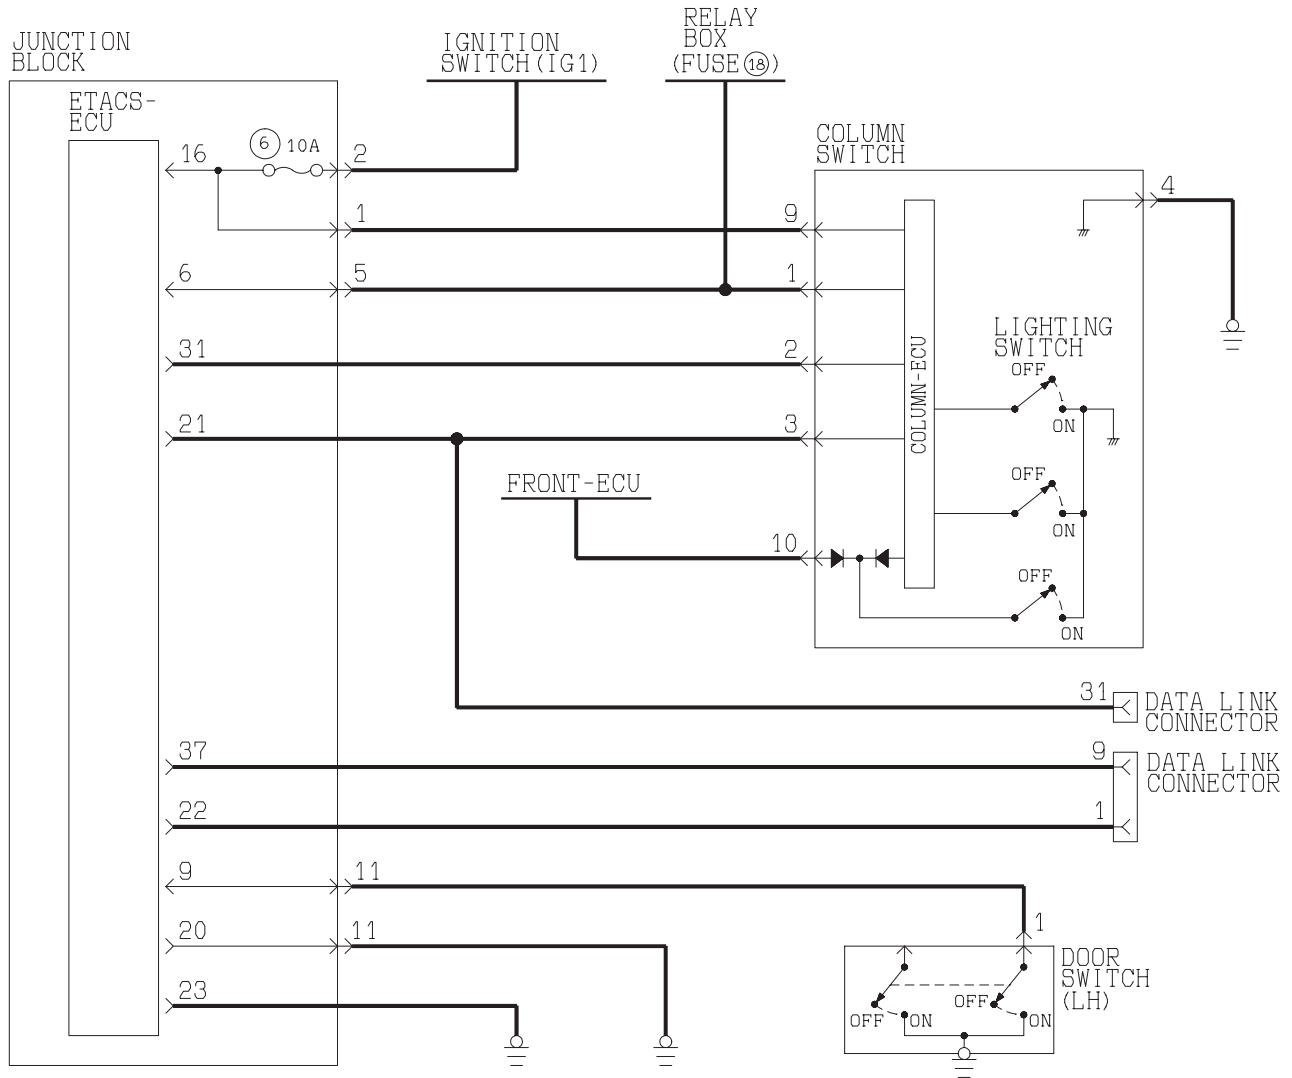 JUNCTION
BLOCK
IGNITION
SWITCH(IG1)
RELAY
BOX
(FUSE⑱)
ETACS-
ECU
16
6
10A
2
COLUMN
SWITCH
4
1
9
6
5
1
31
2
LIGHTING
SWITCH
OFF
ON
COLUMN-ECU
21
3
FRONT-ECU
OFF
ON
10
OFF
ON
31
DATA LINK
CONNECTOR
37
9
DATA LINK
CONNECTOR
22
1
9
11
1
20
11
DOOR
SWITCH
(LH)
23
OFF
ON
OFF
ON